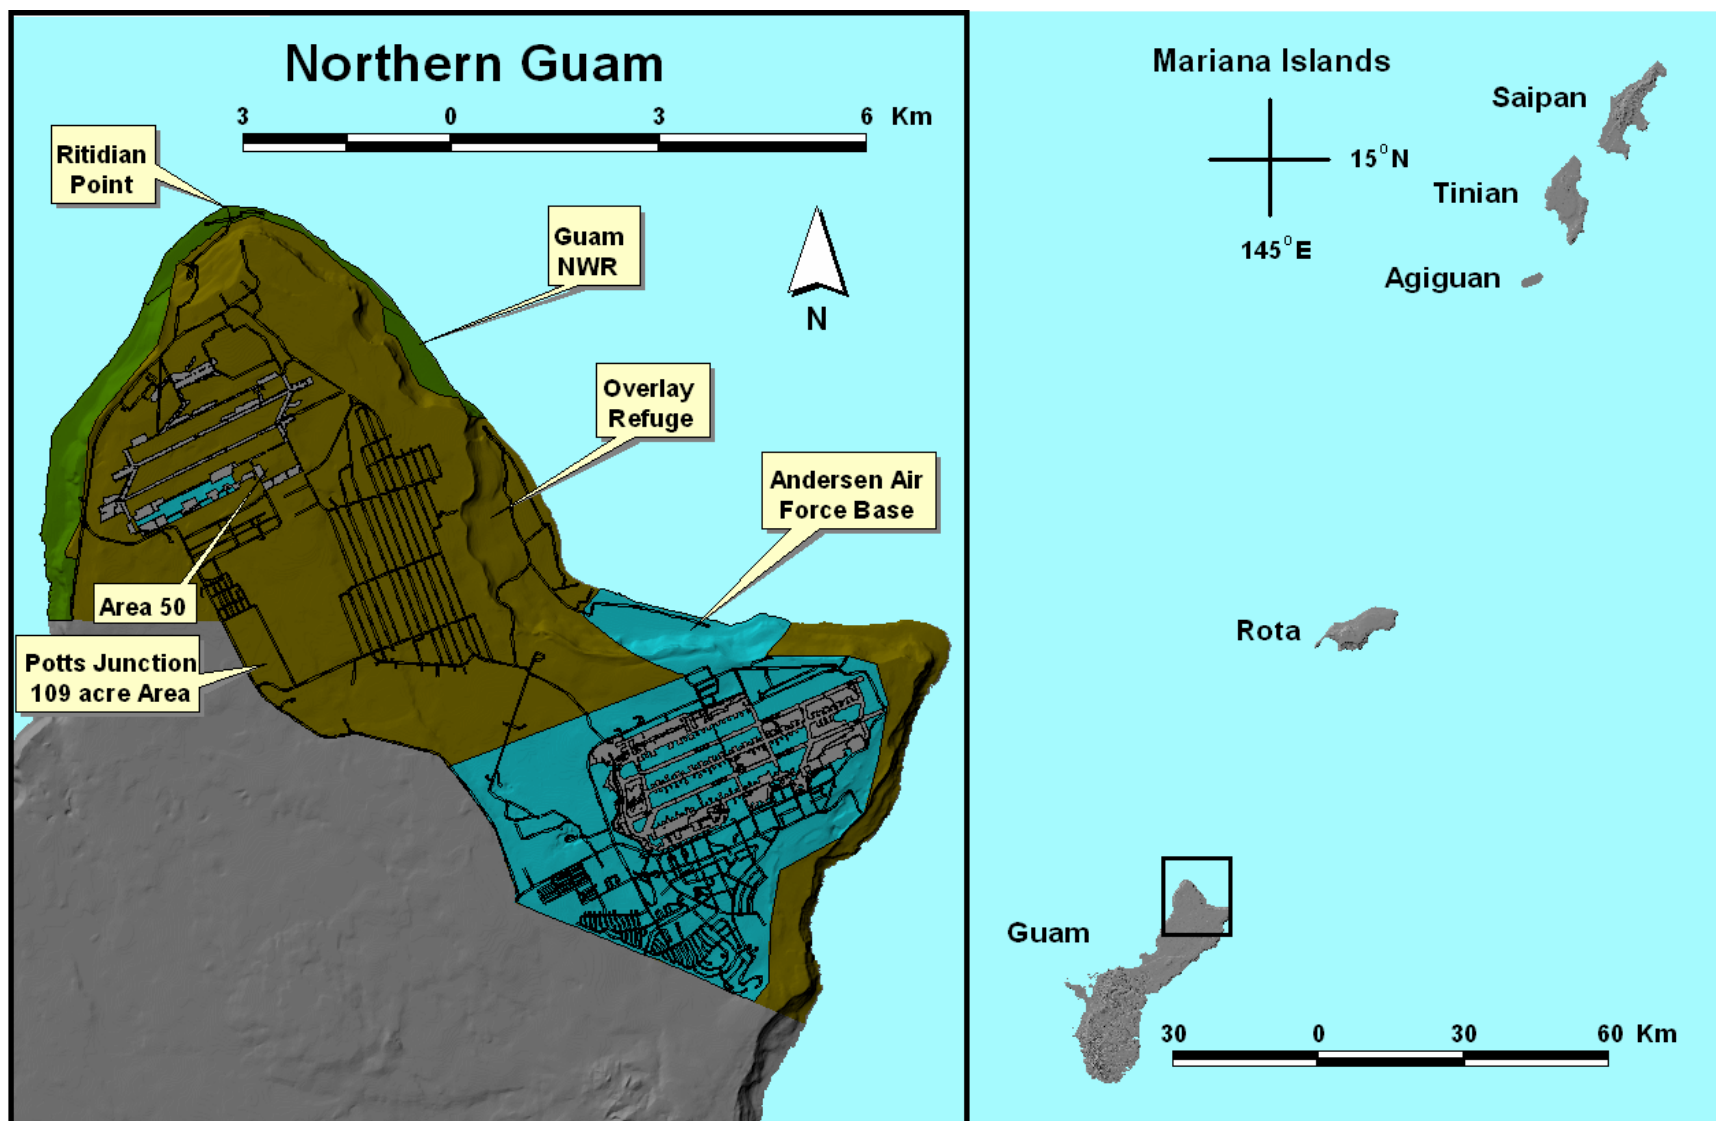 Northern Guam
3 0 3 6 Km
Ritidian
Point
Guam
NWR
N
Overlay
Refuge
Andersen Air
Force Base
Area 50
Potts Junction
109 acre Area
Mariana Islands
15°N
145°E
Saipan
Tinian
Agiguan
Rota
Guam
30 0 30 60 Km